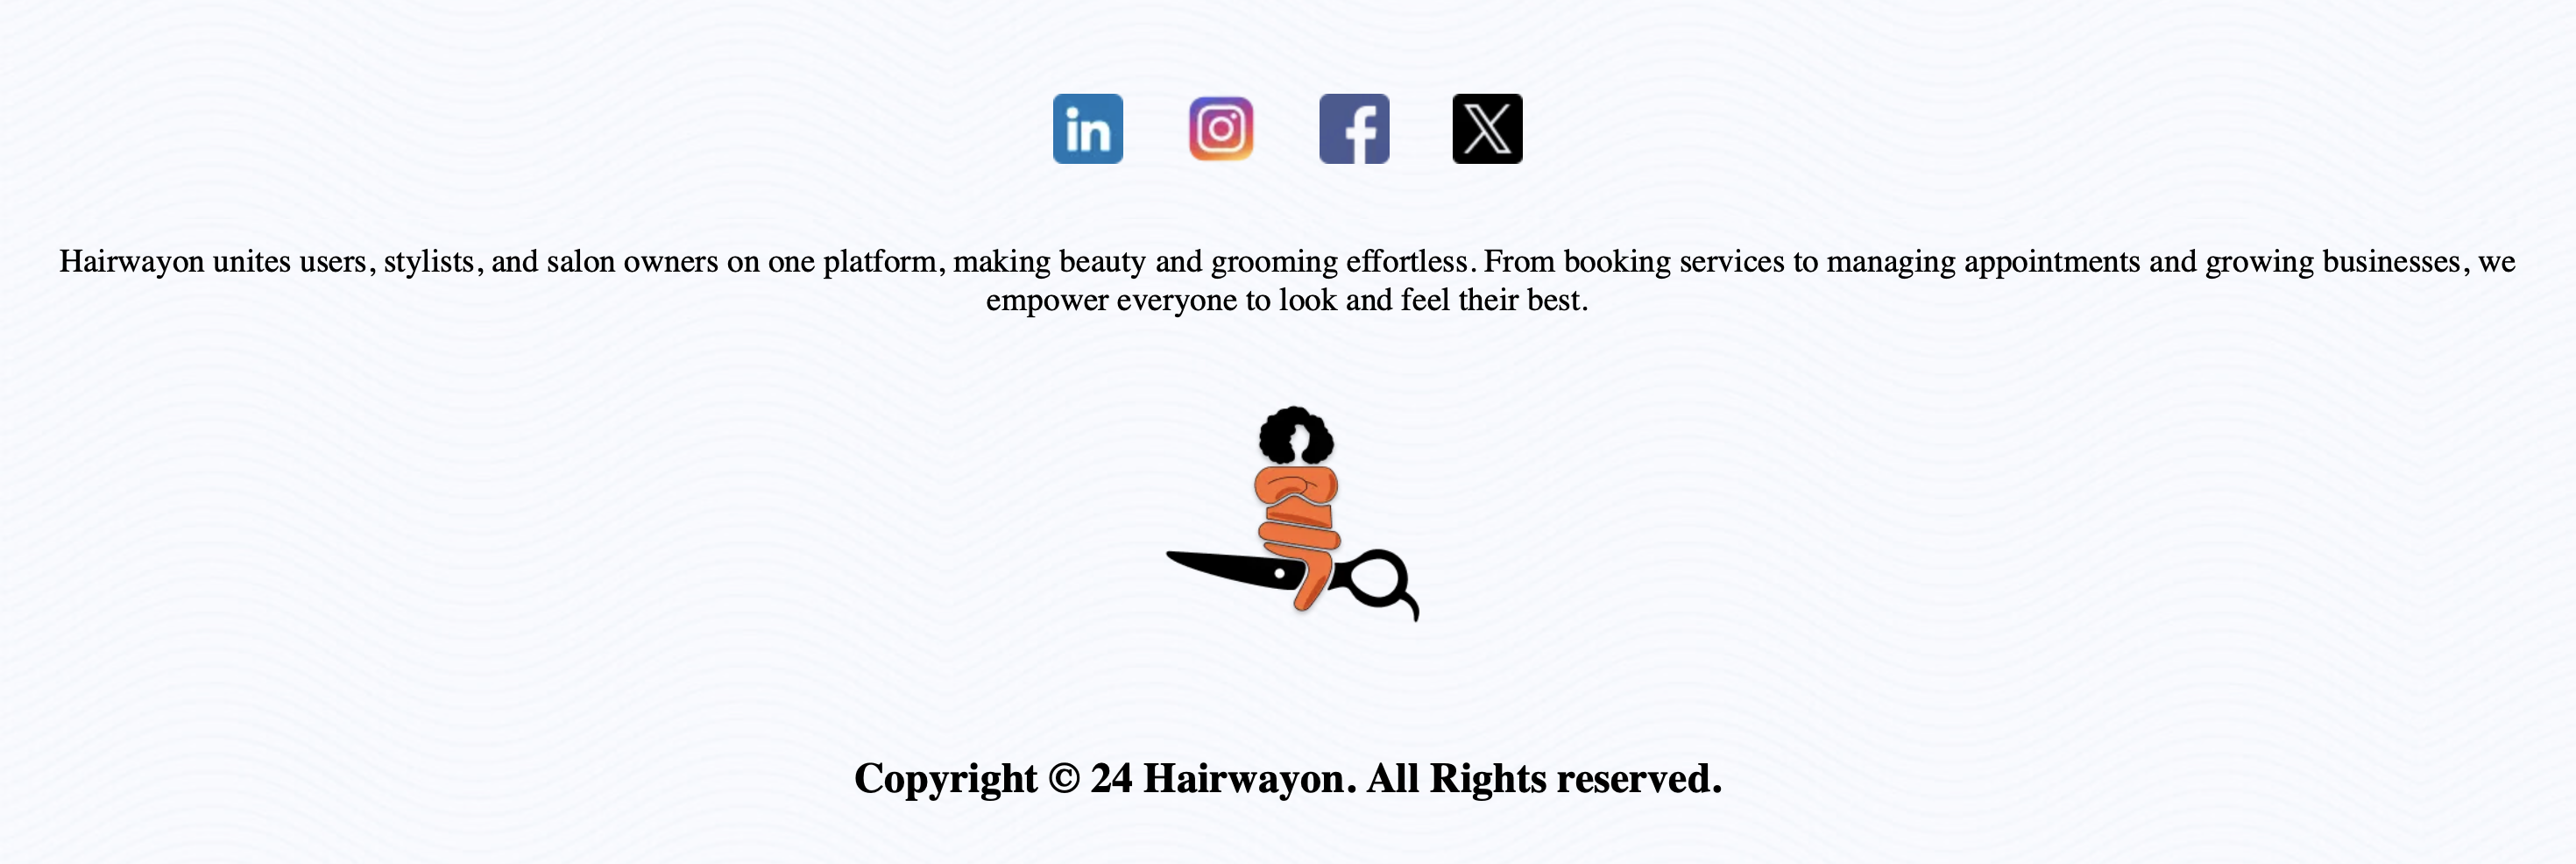 in
f
X
Hairwayon unites users, stylists, and salon owners on one platform, making beauty and grooming effortless. From booking services to managing appointments and growing businesses, we
empower everyone to look and feel their best.
Copyright © 24 Hairwayon. All Rights reserved.